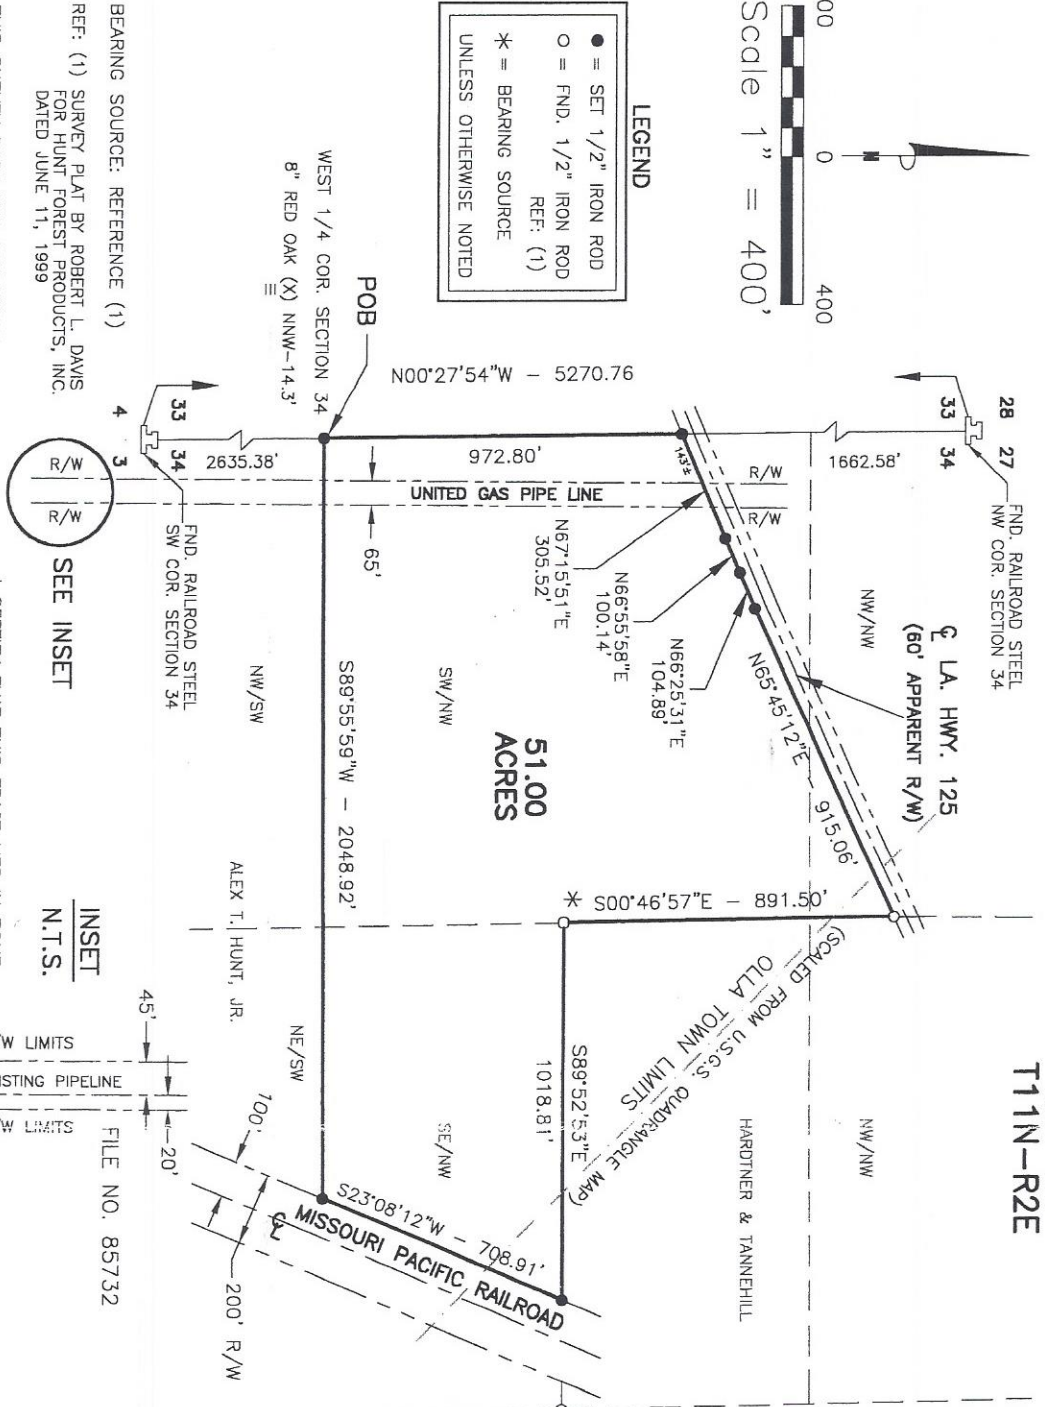 00
0
400
Scale 1" = 400'
N
LEGEND
● = SET 1/2" IRON ROD
○ = FND. 1/2" IRON ROD
REF: (1)
* = BEARING SOURCE
UNLESS OTHERWISE NOTED
T11N-R2E
28
27
33
34
FND. RAILROAD STEEL
NW COR. SECTION 34
1662.58'
NW/NW
℄ LA. HWY. 125
(60' APPARENT R/W)
NW/NW
HARDTNER & TANNEHILL
N00°27'54"W - 5270.76
143'±
R/W
R/W
N67°15'51"E
305.52'
N66°55'58"E
100.14'
N66°25'31"E
104.89'
N65°45'12"E - 915.06'
972.80'
UNITED GAS PIPE LINE
65'
SW/NW
51.00
ACRES
* S00°46'57"E - 891.50'
(SCALED FROM U.S.G.S. QUADRANGLE MAP)
OLLA TOWN LIMITS
S89°52'53"E
1018.81'
SE/NW
S23°08'12"W - 708.91'
MISSOURI PACIFIC RAILROAD
℄
100'
200' R/W
POB
WEST 1/4 COR. SECTION 34
8" RED OAK (X) NNW-14.3'
S89°55'59"W - 2048.92'
NW/SW
ALEX T. HUNT, JR.
NE/SW
2635.38'
33
34
4
3
FND. RAILROAD STEEL
SW COR. SECTION 34
R/W
R/W
SEE INSET
BEARING SOURCE: REFERENCE (1)
REF: (1) SURVEY PLAT BY ROBERT L. DAVIS
FOR HUNT FOREST PRODUCTS, INC.
DATED JUNE 11, 1999
INSET
N.T.S.
45'
20'
/W LIMITS
ISTING PIPELINE
/W LIMITS
FILE NO. 85732